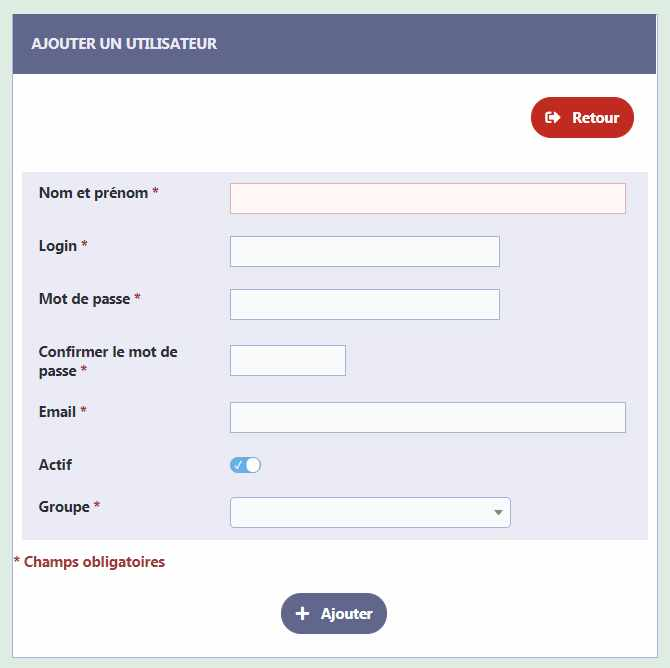 AJOUTER UN UTILISATEUR
Retour
Nom et prénom *
Login *
Mot de passe *
Confirmer le mot de
passe *
Email *
Actif
Groupe *
* Champs obligatoires
Ajouter